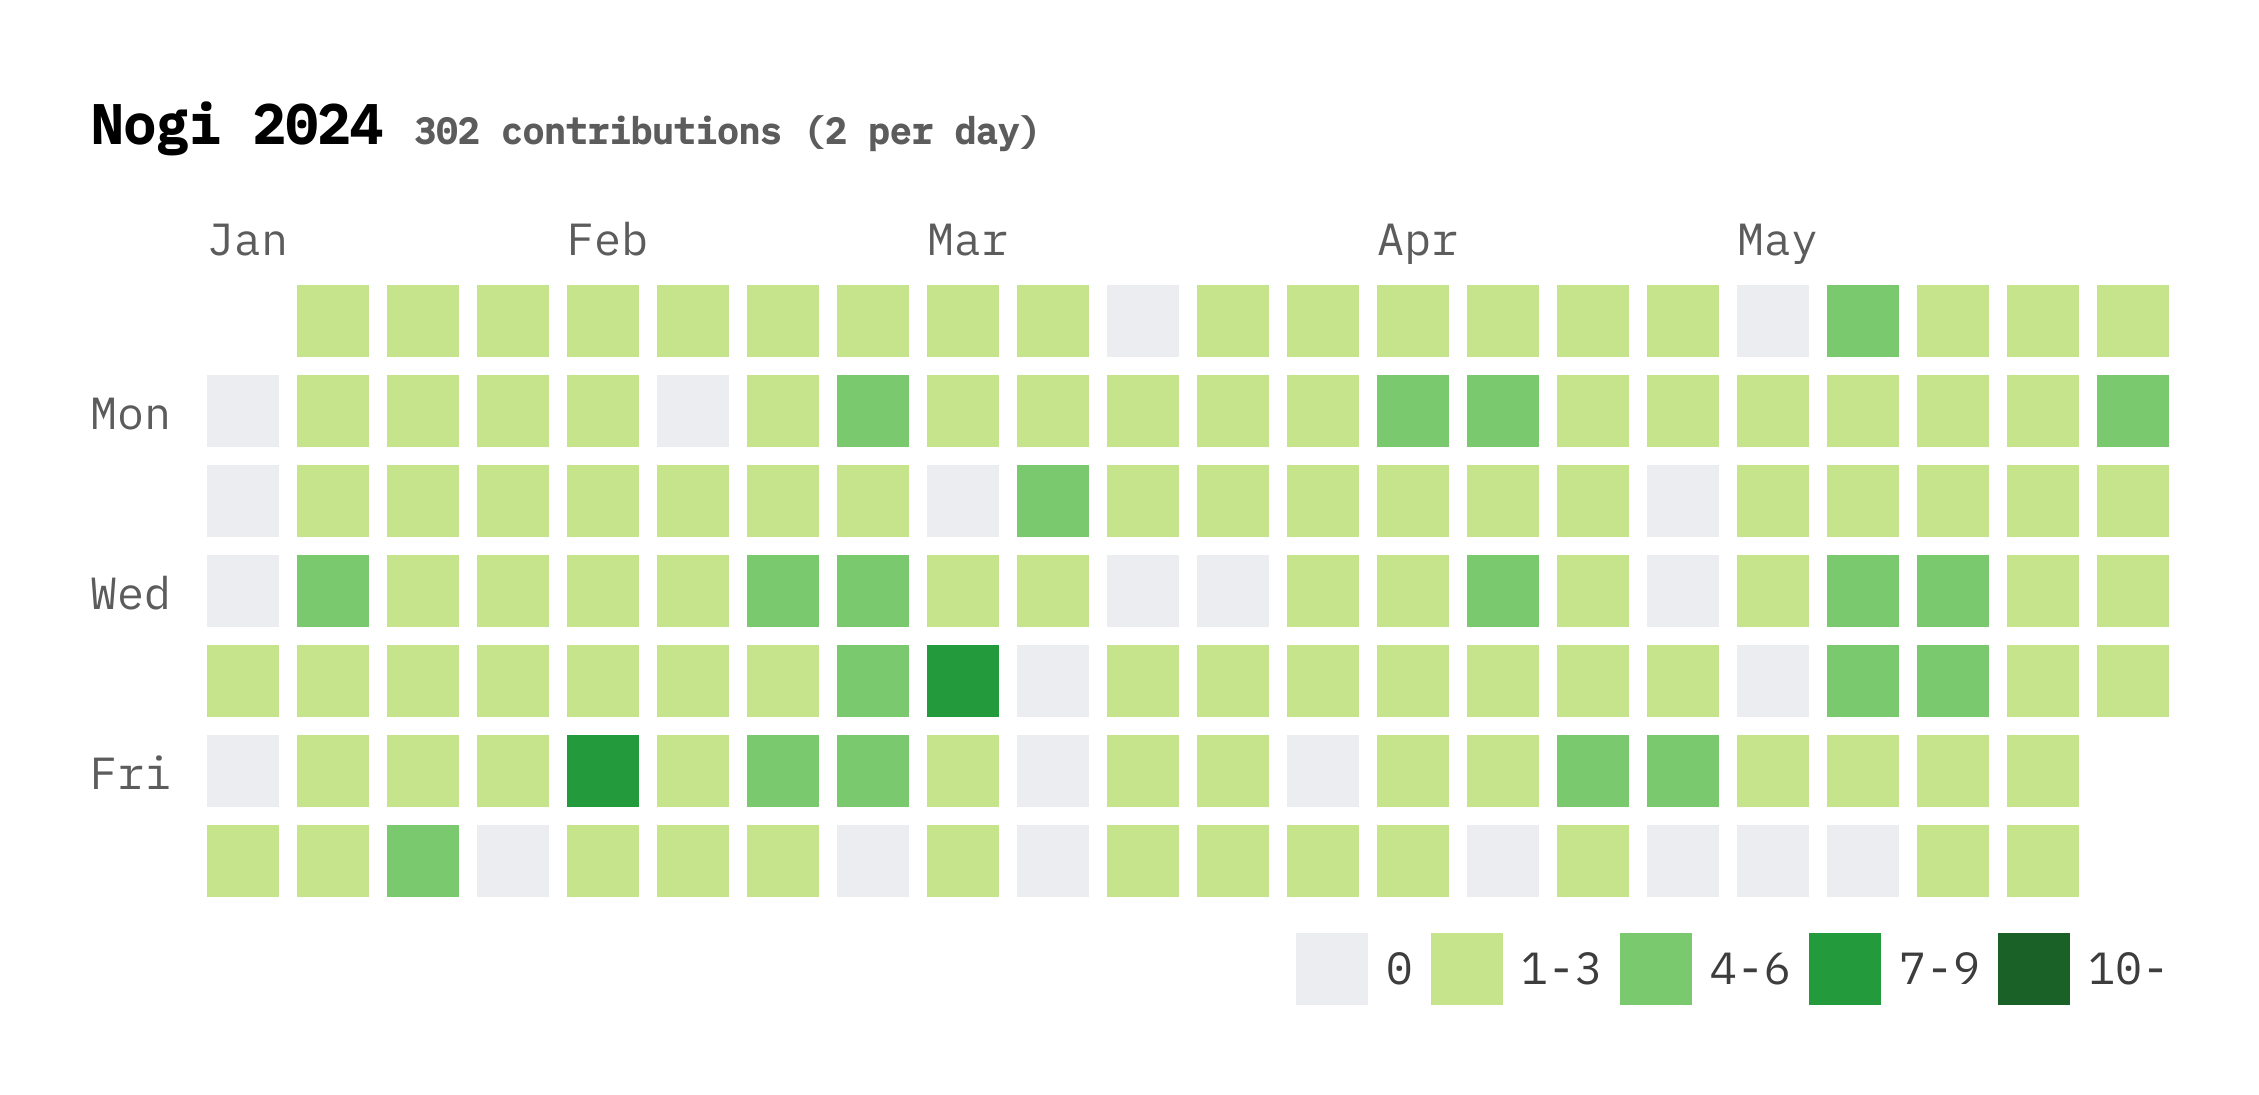 Nogi 2024 302 contributions (2 per day)
Jan Feb Mar Apr May
Mon
Wed
Fri
0 1-3 4-6 7-9 10-